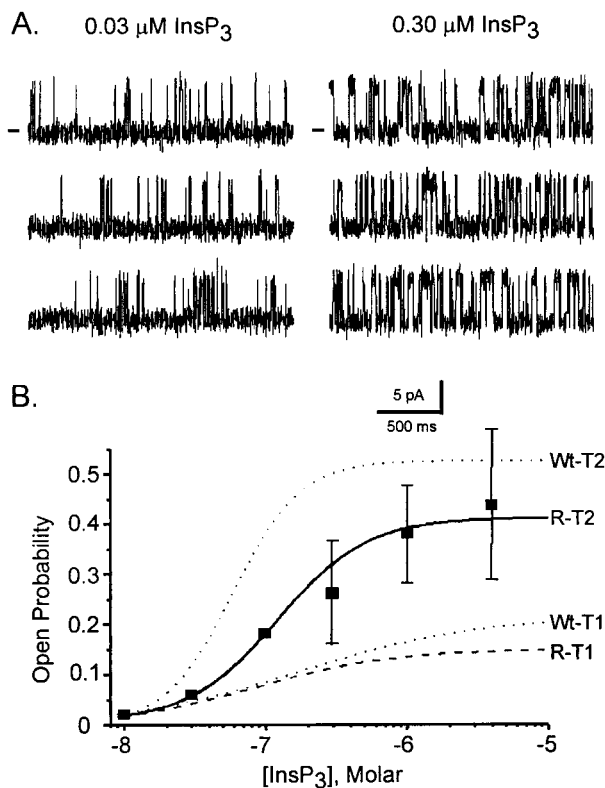 A.
0.03 μM InsP3
0.30 μM InsP3
B.
5 pA
500 ms
Open Probability
0.5
0.4
0.3
0.2
0.1
0
Wt-T2
R-T2
Wt-T1
R-T1
-8
-7
-6
-5
[InsP3], Molar